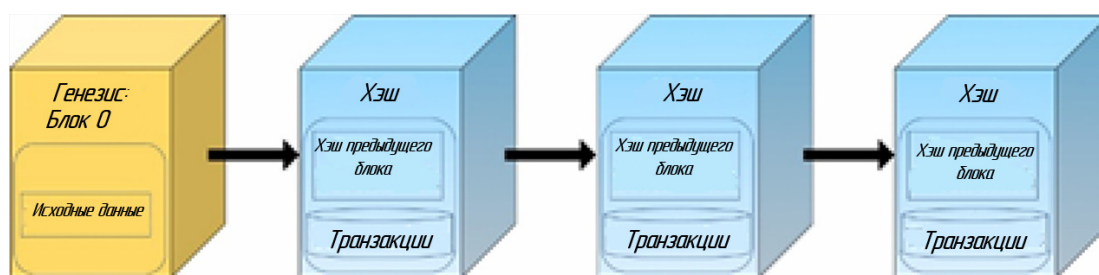 Генезис:
Блок 0
Исходные данные
Хэш
Хэш предыдущего
блока
Транзакции
Хэш
Хэш предыдущего
блока
Транзакции
Хэш
Хэш предыдущего
блока
Транзакции